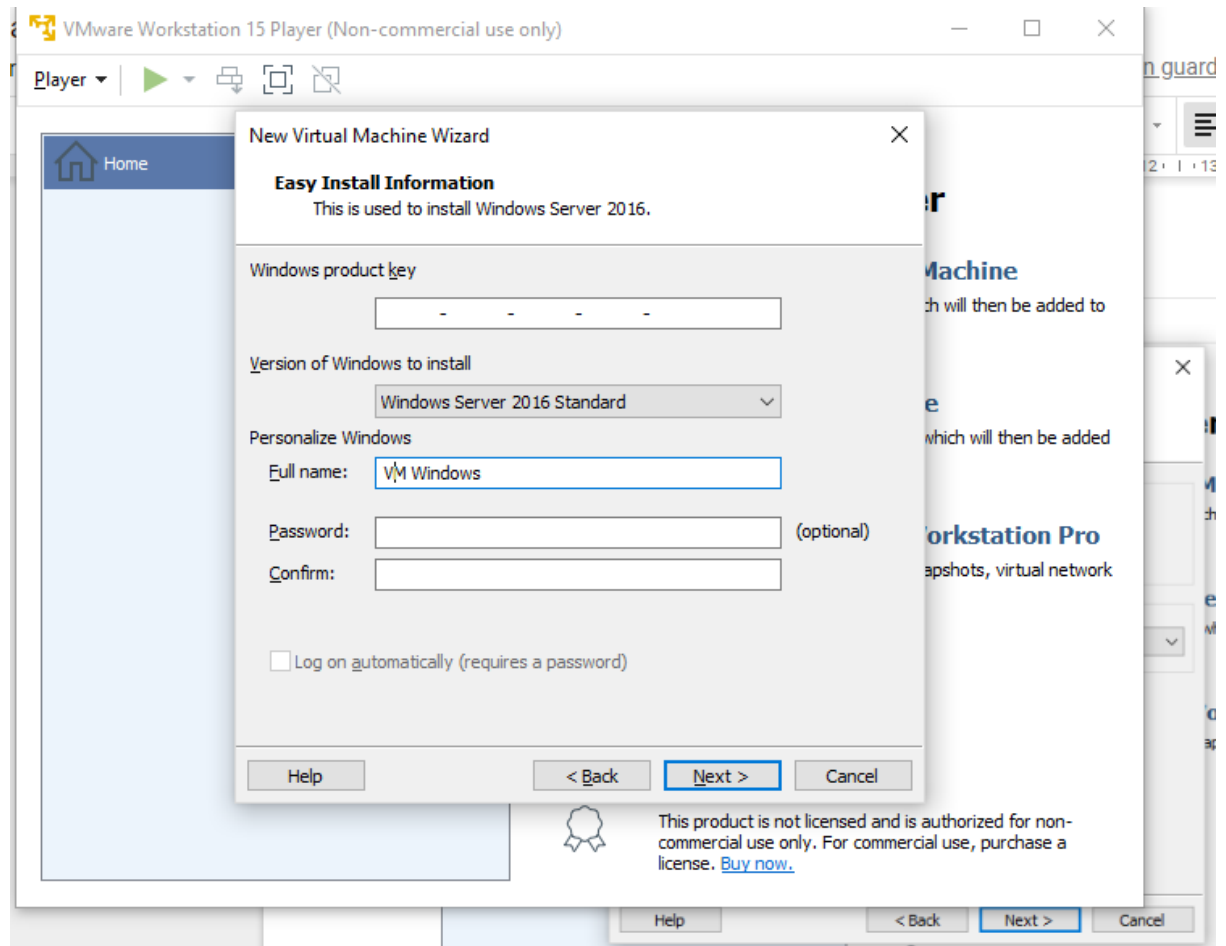 VMware Workstation 15 Player (Non-commercial use only)
n guard
Player
12 13
New Virtual Machine Wizard
Home
Easy Install Information
This is used to install Windows Server 2016.
Windows product key
Machine
ch will then be added to
- - - -
Version of Windows to install
Windows Server 2016 Standard
Personalize Windows
which will then be added
Full name: VM Windows
Password: (optional)
orkstation Pro
Confirm:
apshots, virtual network
Log on automatically (requires a password)
Help < Back Next > Cancel
This product is not licensed and is authorized for non-
commercial use only. For commercial use, purchase a
license. Buy now.
Help < Back Next > Cancel